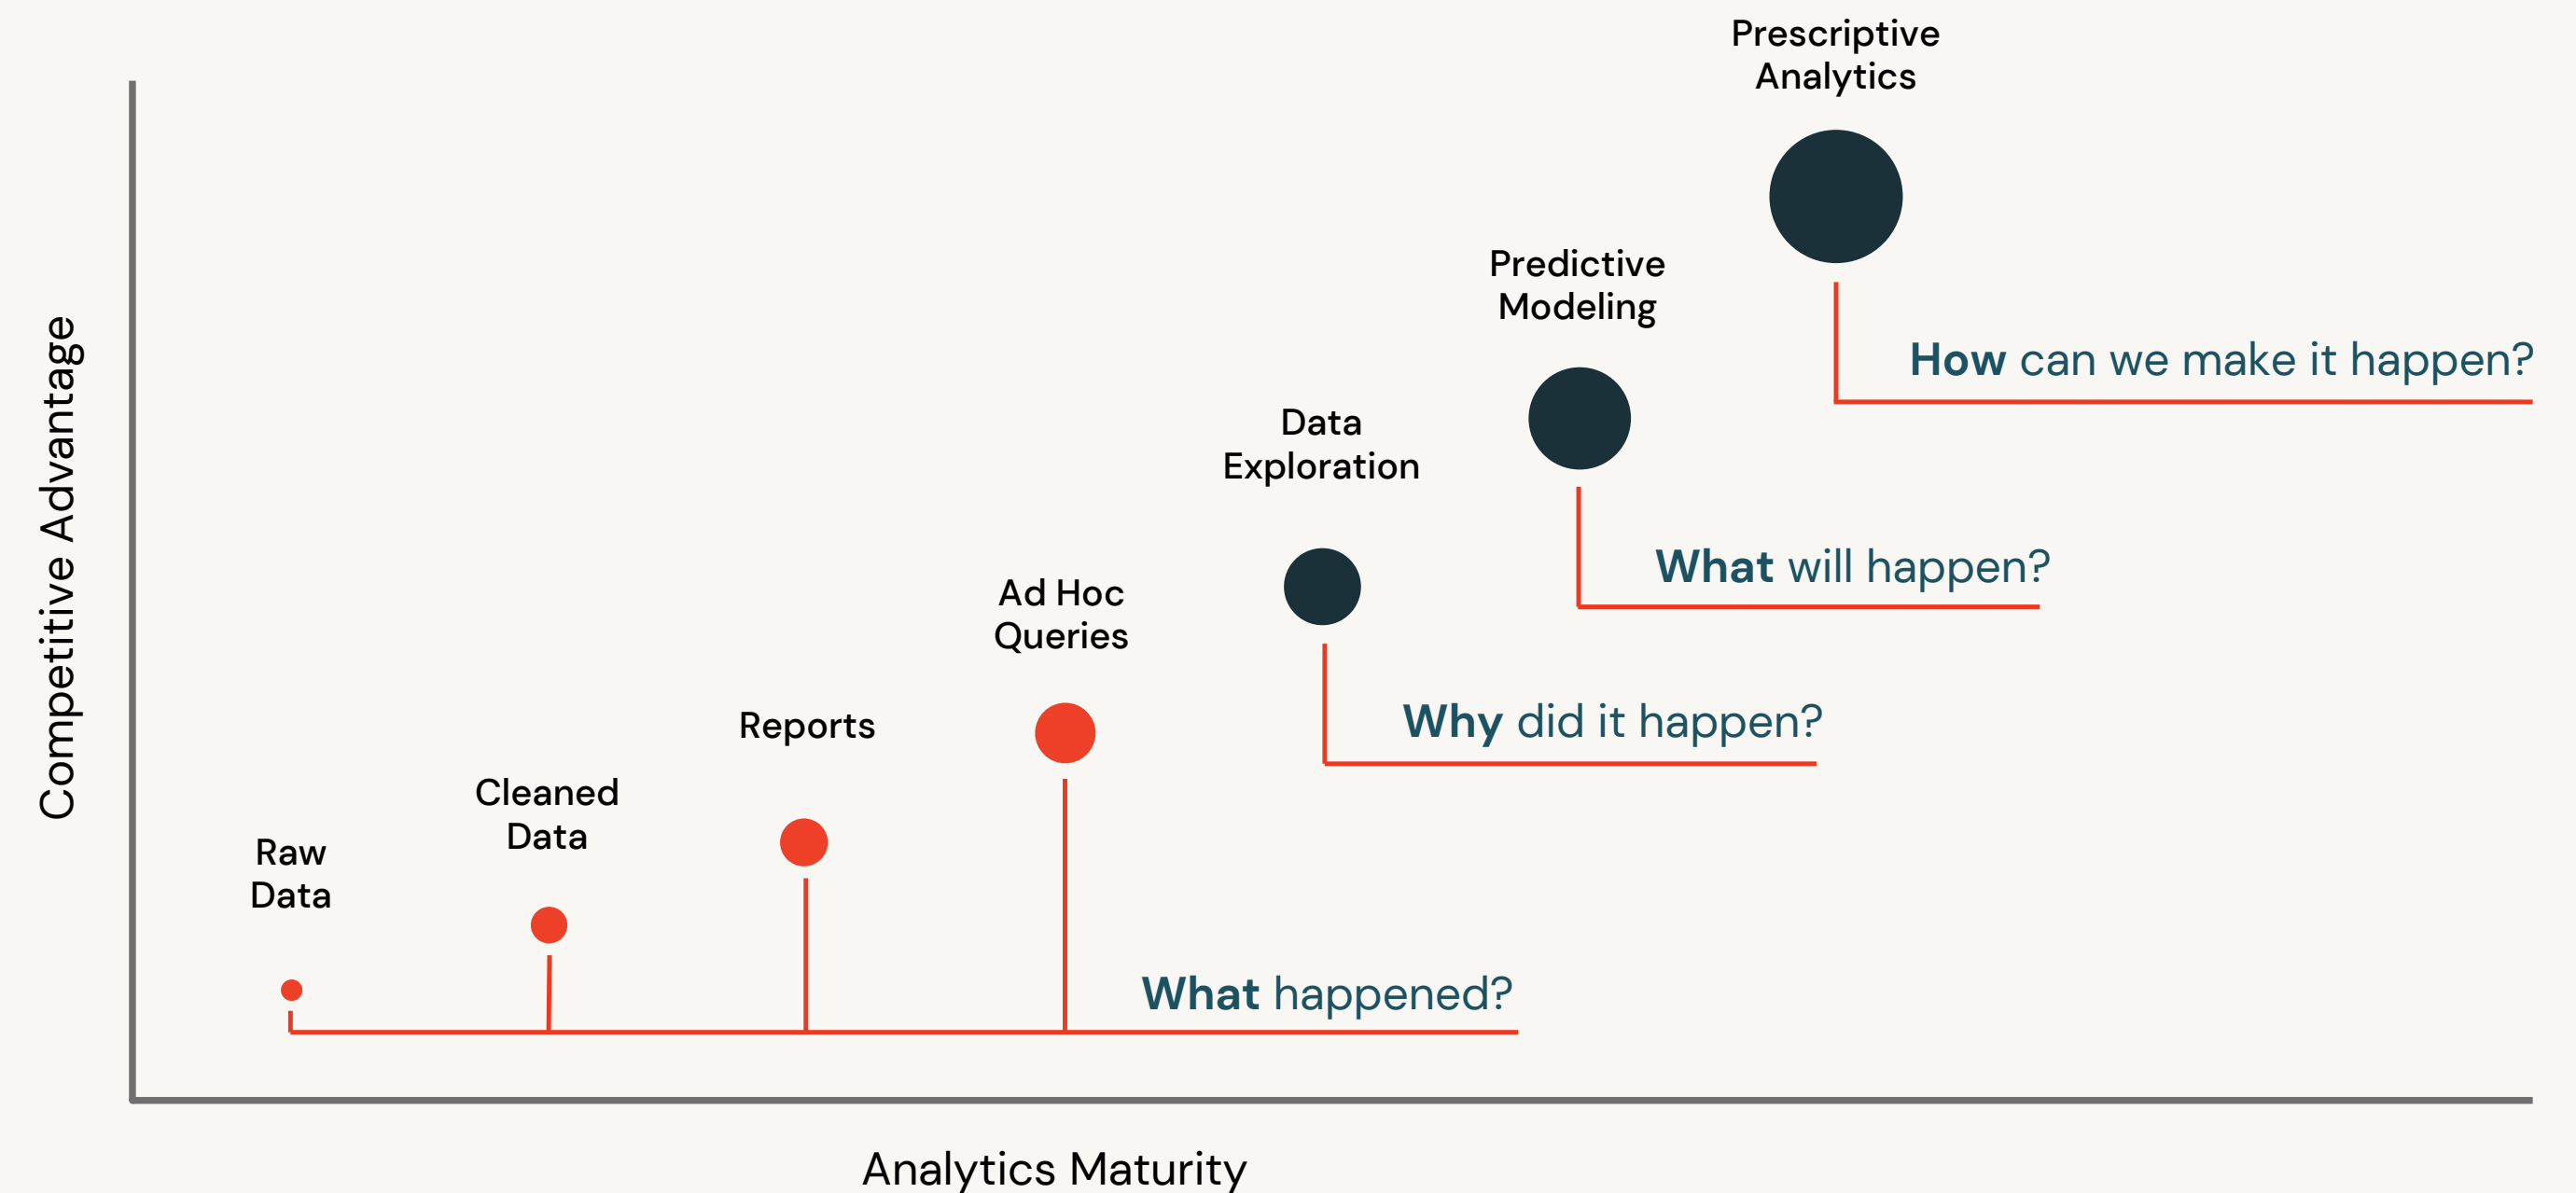 Prescriptive
Analytics
Predictive
Modeling
How can we make it happen?
Data
Exploration
What will happen?
Ad Hoc
Queries
Why did it happen?
Reports
Cleaned
Data
Raw
Data
What happened?
Competitive Advantage
Analytics Maturity